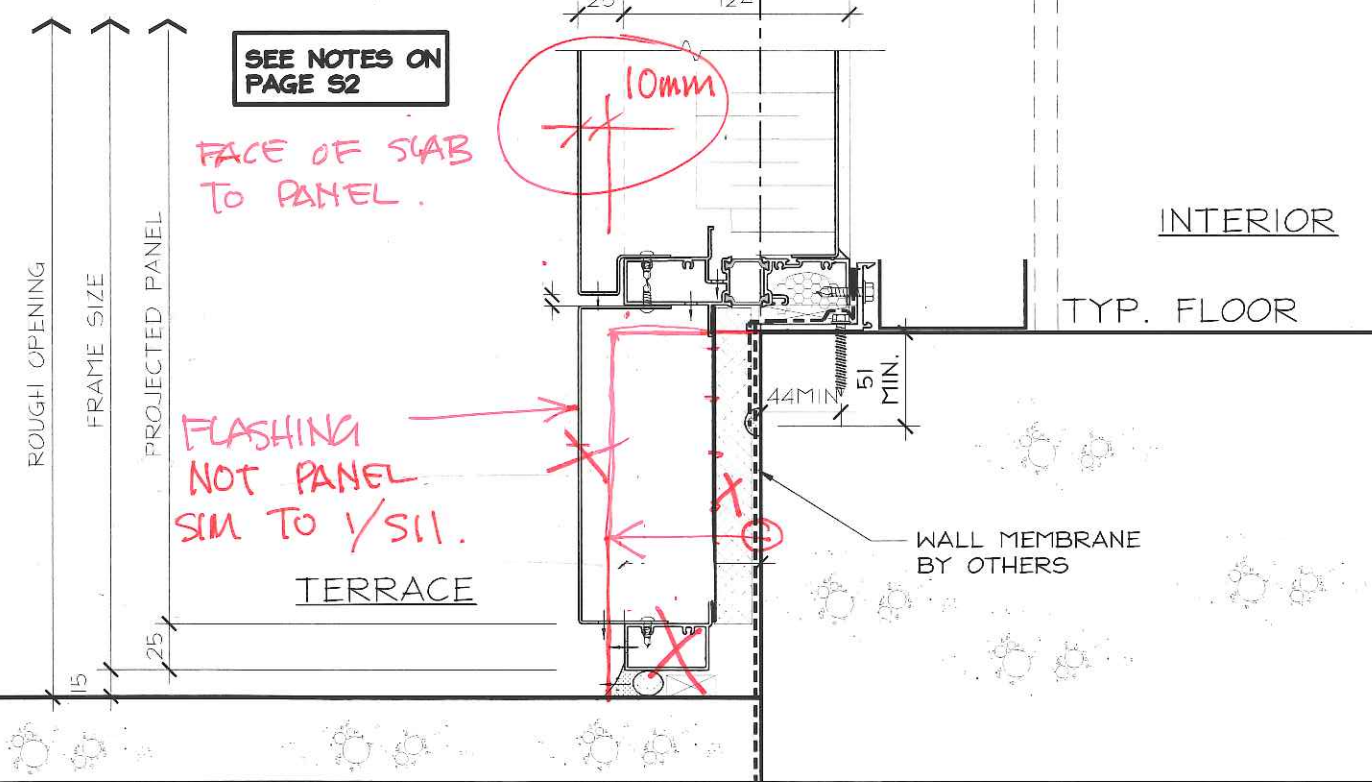 25
122
SEE NOTES ON
PAGE S2
10mm
FACE OF SLAB
TO PANEL.
INTERIOR
ROUGH OPENING
FRAME SIZE
PROJECTED PANEL
TYP. FLOOR
44MIN.
51
MIN.
FLASHING
NOT PANEL
SIM TO 1/S11.
WALL MEMBRANE
BY OTHERS
TERRACE
25
15